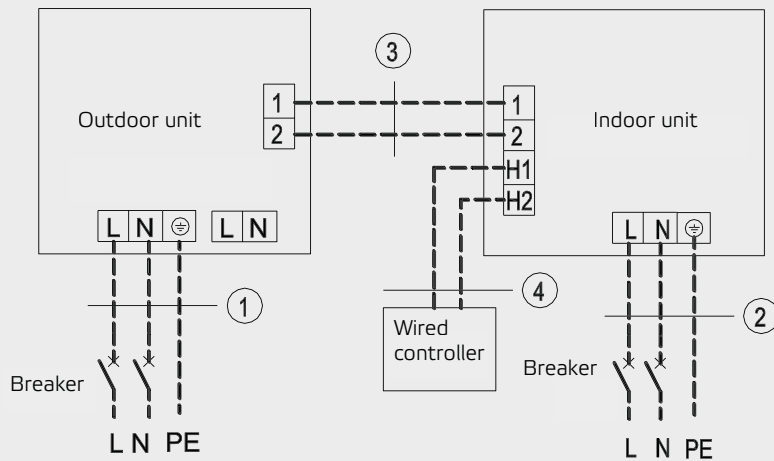 3
1
2
Outdoor unit
1
2
H1
H2
Indoor unit
L N
L N
L N
1
4
Wired
controller
2
Breaker
Breaker
L N PE
L N PE